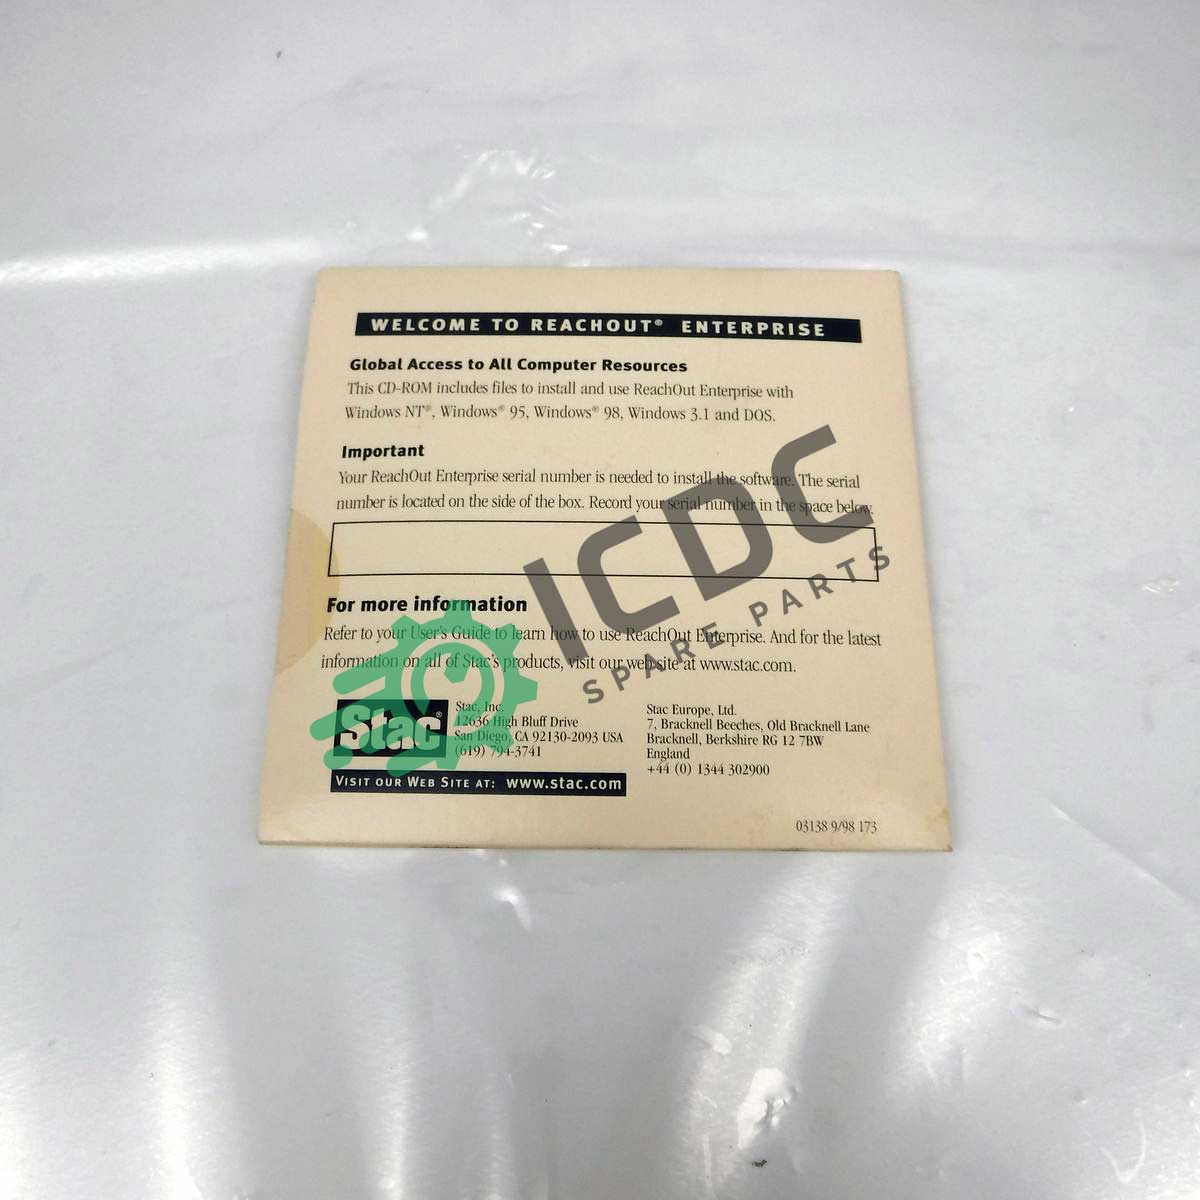 WELCOME TO REACHOUT® ENTERPRISE
Global Access to All Computer Resources
This CD-ROM includes files to install and use ReachOut Enterprise with
Windows NT®, Windows® 95, Windows® 98, Windows 3.1 and DOS.
Important
Your ReachOut Enterprise serial number is needed to install the software. The serial
number is located on the side of the box. Record your serial number in the space below.
For more information
Refer to your User's Guide to learn how to use ReachOut Enterprise. And for the latest
information on all of Stac's products, visit our web site at www.stac.com.
Stac®
Stac, Inc.
12636 High Bluff Drive
San Diego, CA 92130-2093 USA
(619) 794-3741
VISIT OUR WEB SITE AT: www.stac.com
Stac Europe, Ltd.
7, Bracknell Beeches, Old Bracknell Lane
Bracknell, Berkshire RG 12 7BW
England
+44 (0) 1344 302900
03138 9/98 173
ICDC
SPARE PARTS